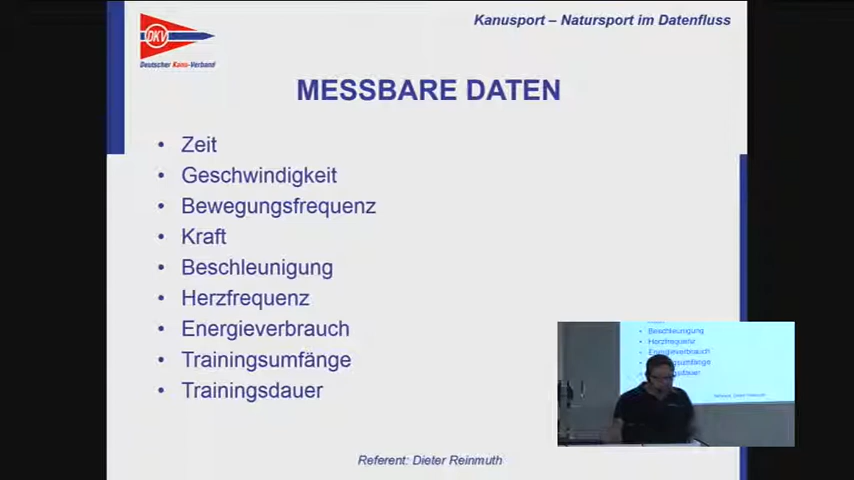 Kanusport – Natursport im Datenfluss
DKV
Deutscher Kanu-Verband
MESSBARE DATEN
• Zeit
• Geschwindigkeit
• Bewegungsfrequenz
• Kraft
• Beschleunigung
• Herzfrequenz
• Energieverbrauch
• Trainingsumfänge
• Trainingsdauer
Beschleunigung
Herzfrequenz
Energieverbrauch
Referent: Dieter Reinmuth